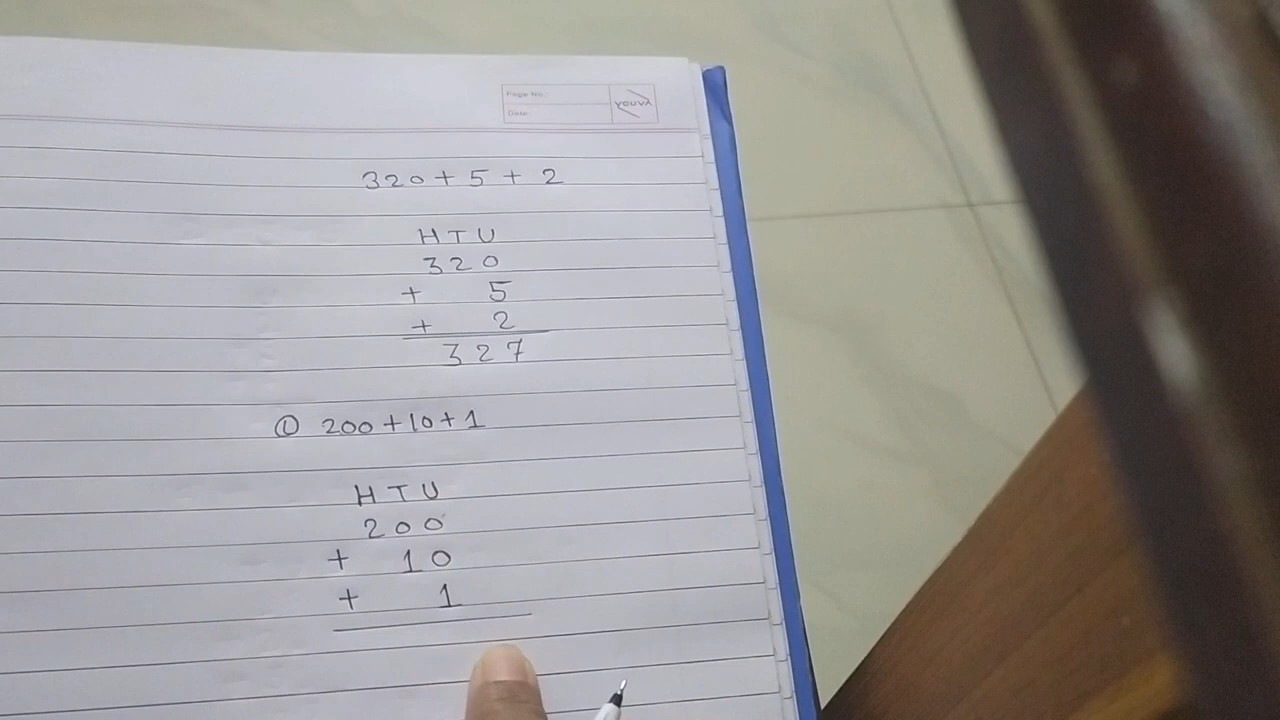 Page No.:
Date:
YOUVA
320 + 5 + 2
H T U
3 2 0
+ 5
+ 2
3 2 7
① 200 + 10 + 1
H T U
2 0 0
+ 1 0
+ 1